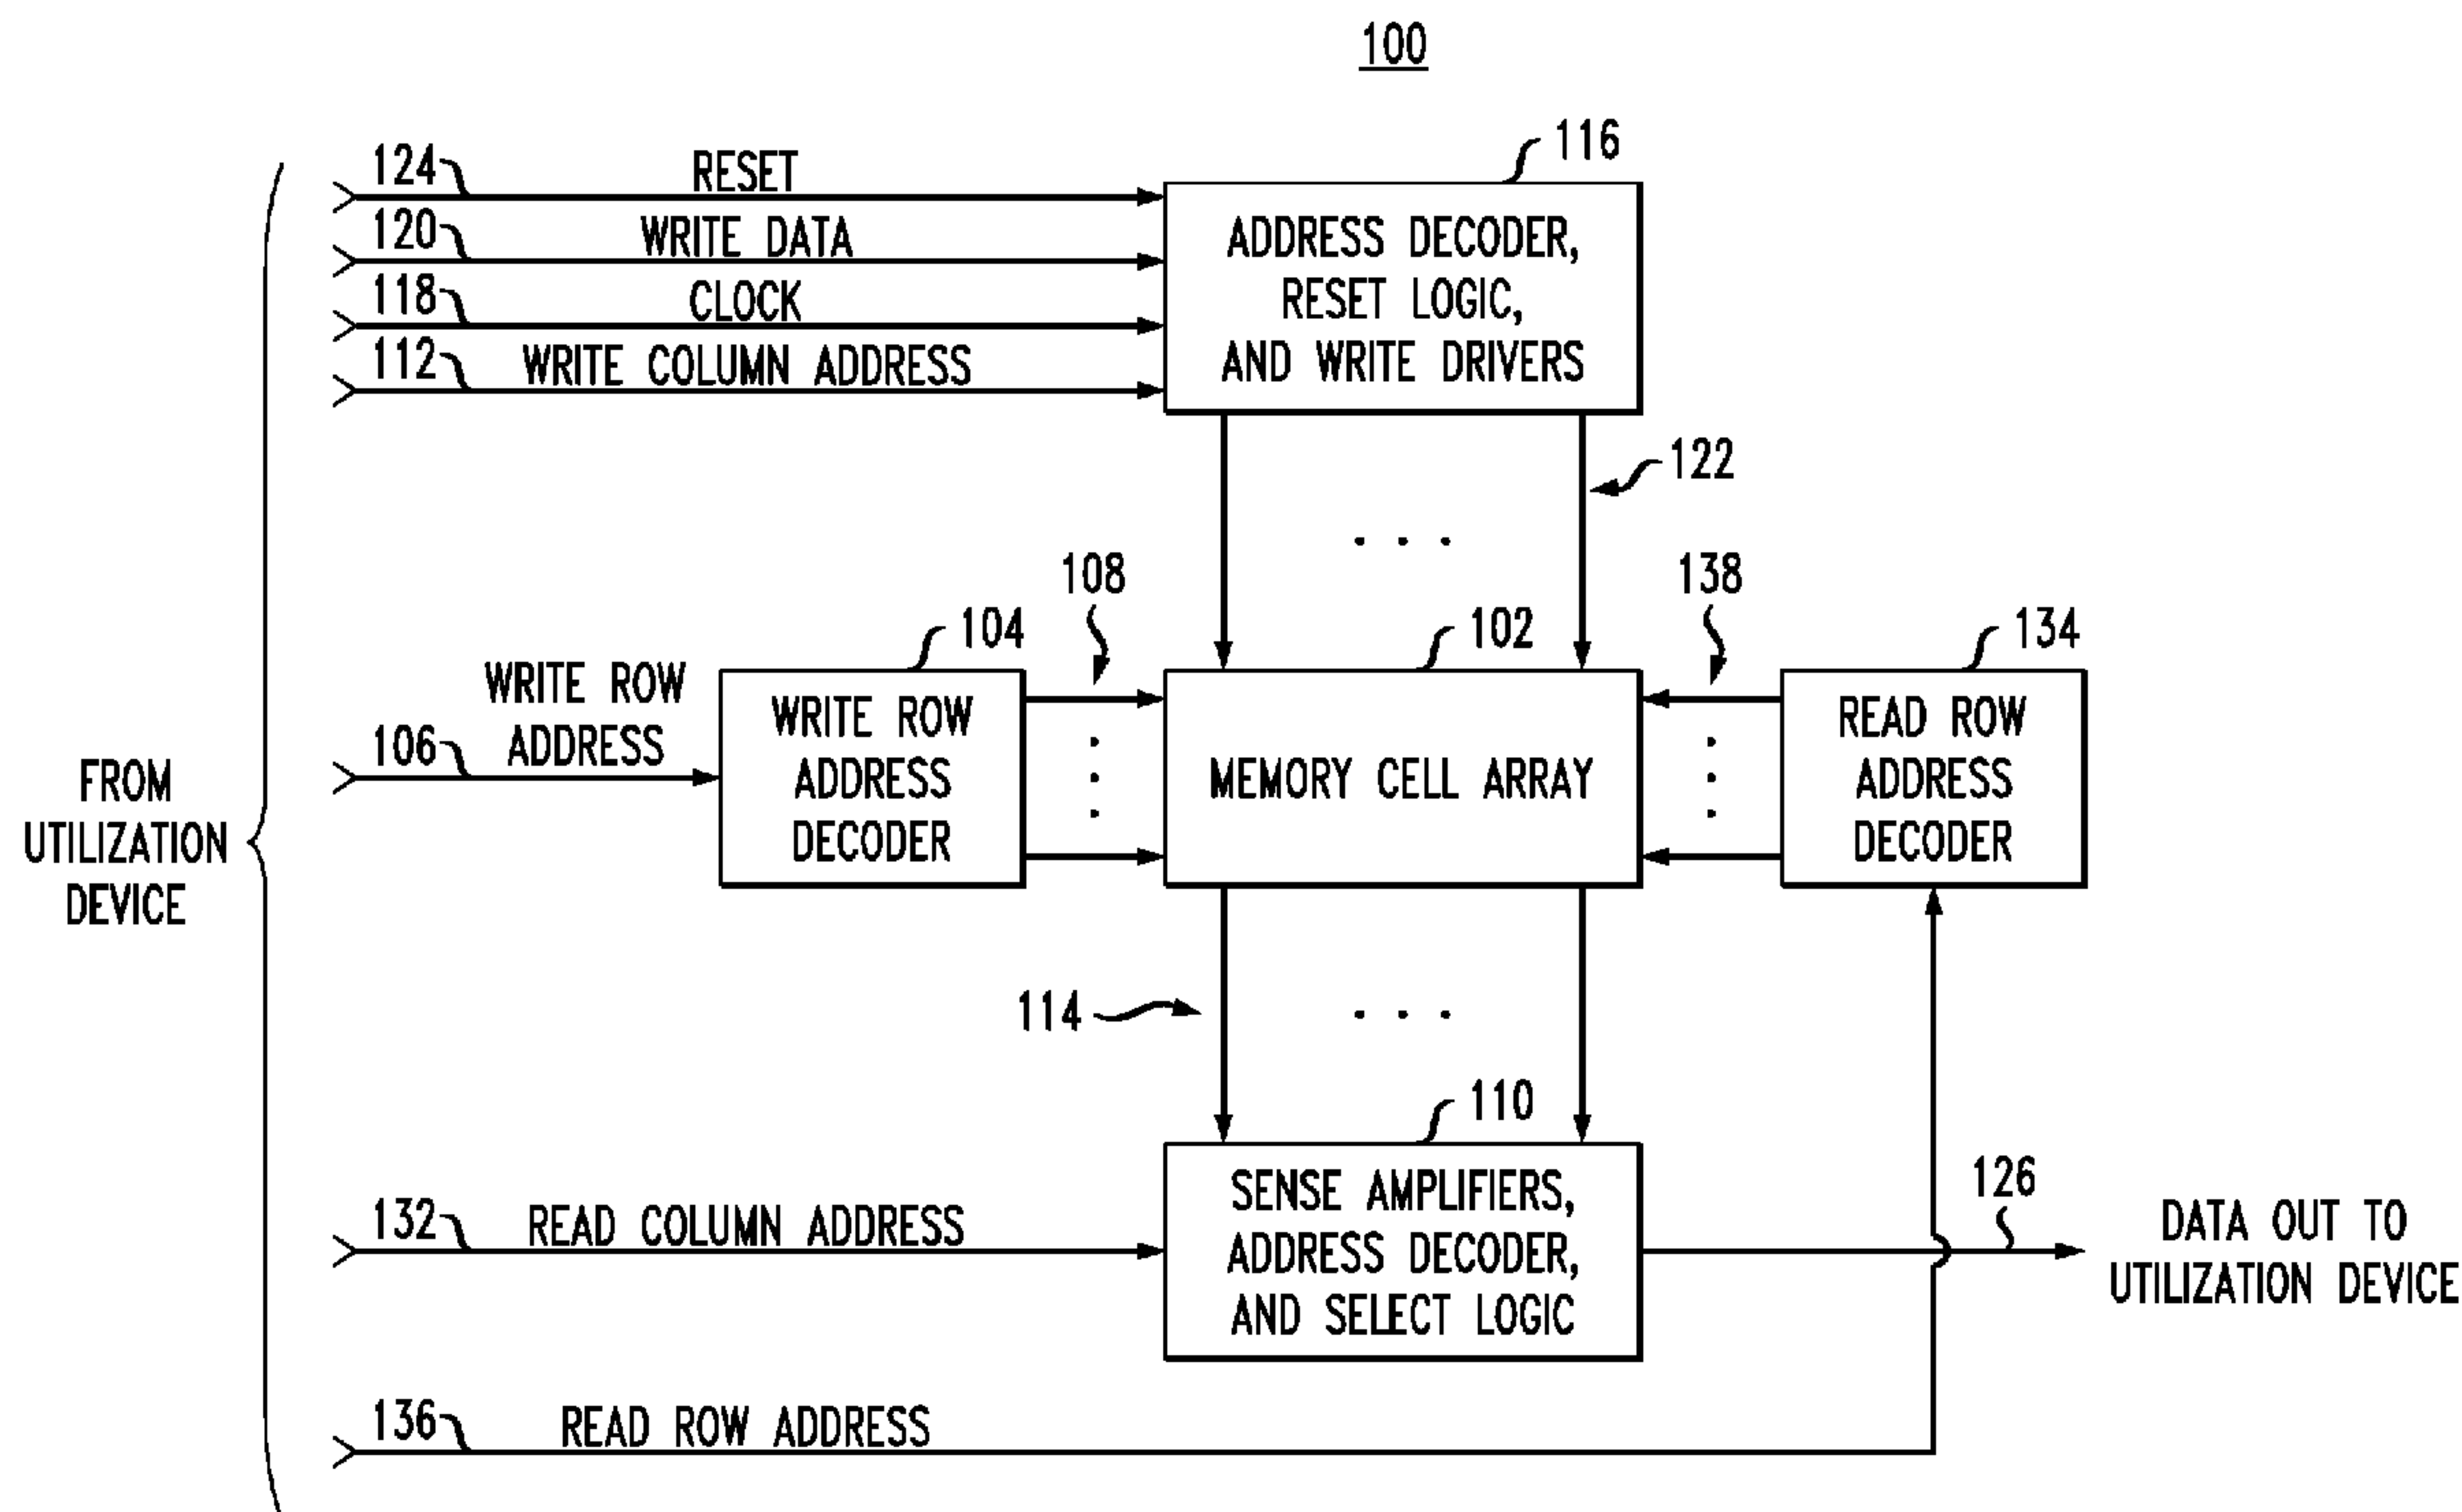 100
116
124
RESET
120
WRITE DATA
118
CLOCK
112
WRITE COLUMN ADDRESS
ADDRESS DECODER,
RESET LOGIC,
AND WRITE DRIVERS
122
108
138
104
102
134
WRITE ROW
ADDRESS
106
WRITE ROW
ADDRESS
DECODER
MEMORY CELL ARRAY
READ ROW
ADDRESS
DECODER
FROM
UTILIZATION
DEVICE
114
110
132
READ COLUMN ADDRESS
SENSE AMPLIFIERS,
ADDRESS DECODER,
AND SELECT LOGIC
126
DATA OUT TO
UTILIZATION DEVICE
136
READ ROW ADDRESS